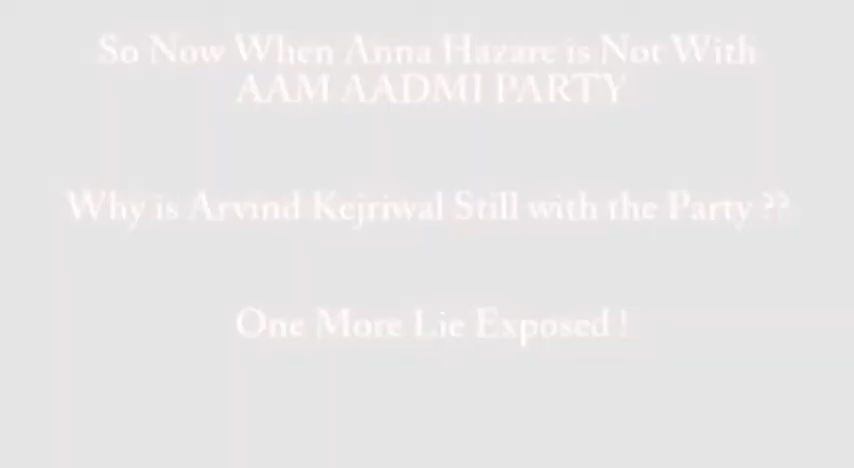 So Now When Anna Hazare is Not With
AAM AADMI PARTY
Why is Arvind Kejriwal Still with the Party ??
One More Lie Exposed !